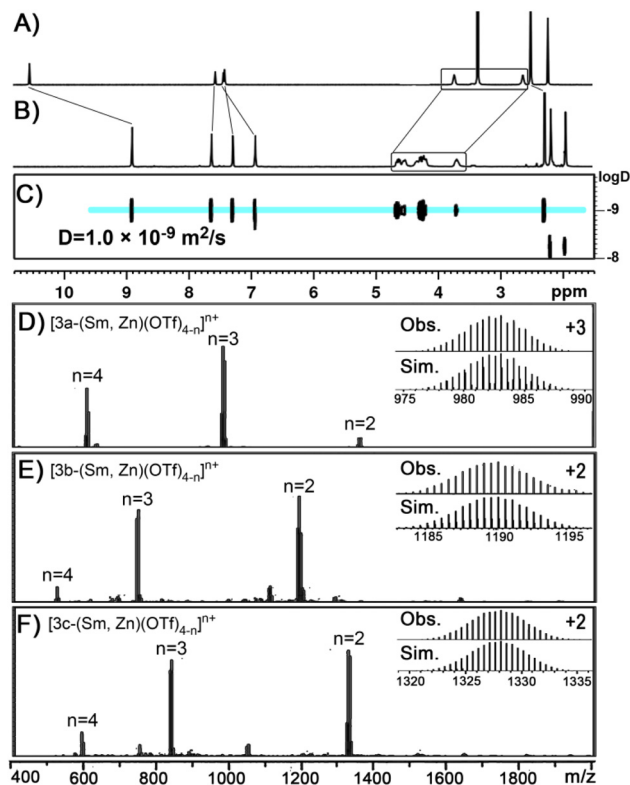 A)
B)
C)
logD
-9
-8
D=1.0 × 10⁻⁹ m²/s
10 9 8 7 6 5 4 3 ppm
D) [3a-(Sm, Zn)(OTf)₄₋ₙ]ⁿ⁺
n=3
n=4
n=2
Obs. +3
Sim.
975 980 985 990
E) [3b-(Sm, Zn)(OTf)₄₋ₙ]ⁿ⁺
n=3
n=2
n=4
Obs. +2
Sim.
1185 1190 1195
F) [3c-(Sm, Zn)(OTf)₄₋ₙ]ⁿ⁺
n=3
n=2
n=4
Obs. +2
Sim.
1320 1325 1330 1335
400 600 800 1000 1200 1400 1600 1800 m/z